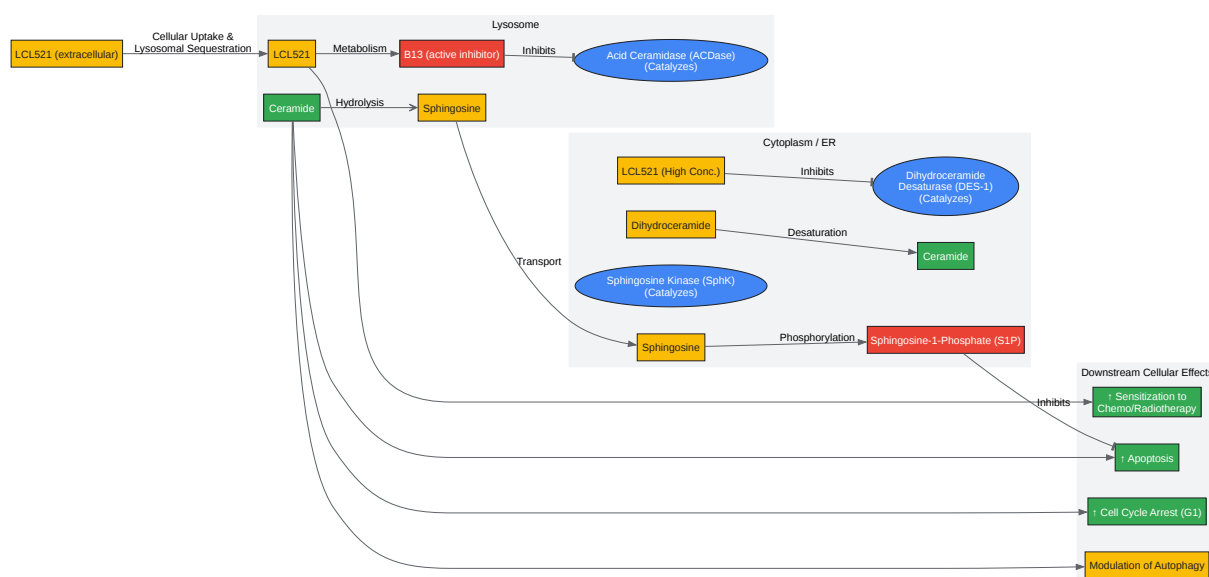 Lysosome
LCL521 (extracellular)
Cellular Uptake &
Lysosomal Sequestration
LCL521
Metabolism
B13 (active inhibitor)
Inhibits
Acid Ceramidase (ACDase)
(Catalyzes)
Ceramide
Hydrolysis
Sphingosine
Cytoplasm / ER
LCL521 (High Conc.)
Inhibits
Dihydroceramide
Desaturase (DES-1)
(Catalyzes)
Dihydroceramide
Desaturation
Ceramide
Transport
Sphingosine Kinase (SphK)
(Catalyzes)
Sphingosine
Phosphorylation
Sphingosine-1-Phosphate (S1P)
Downstream Cellular Effects
Inhibits
↑ Sensitization to
Chemo/Radiotherapy
↑ Apoptosis
↑ Cell Cycle Arrest (G1)
Modulation of Autophagy